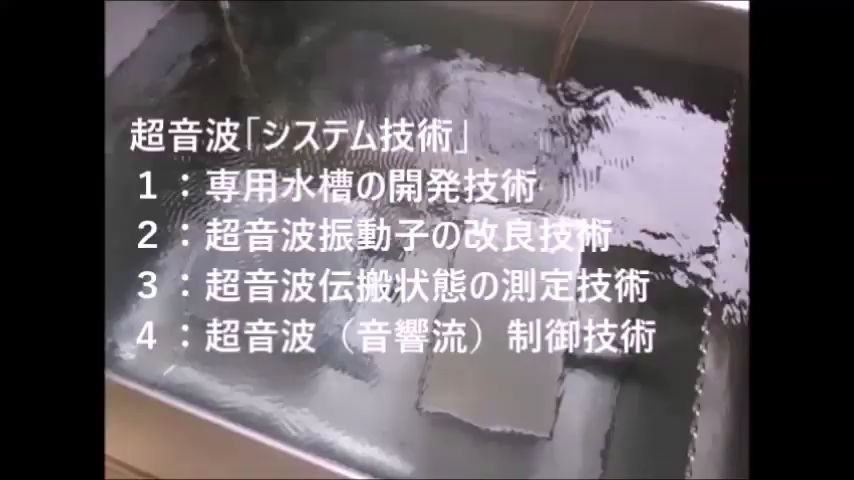 超音波「システム技術」
１：専用水槽の開発技術
２：超音波振動子の改良技術
３：超音波伝搬状態の測定技術
４：超音波（音響流）制御技術